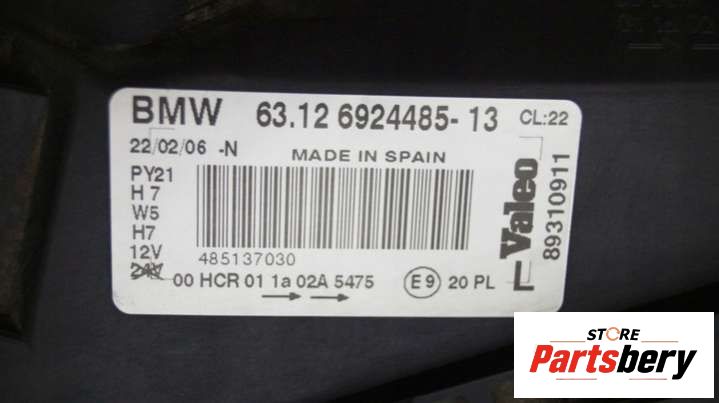 BMW 63.12 6924485-13 CL:22
22/02/06 -N MADE IN SPAIN
PY21
H7
W5
H7
12V
24V
485137030
00 HCR 01 1a 02A 5475 E9 20 PL
Valeo
89310911
STORE
Partsbery